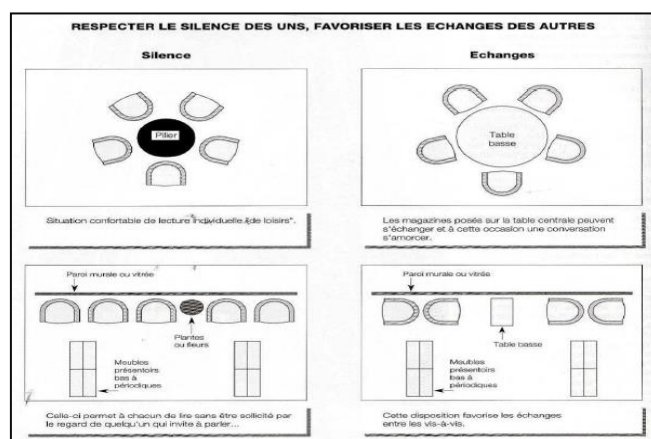 RESPECTER LE SILENCE DES UNS, FAVORISER LES ECHANGES DES AUTRES
Silence
Echanges
Pilier
Table
basse
Situation confortable de lecture individuelle "de loisirs".
Les magazines posés sur la table centrale peuvent
s'échanger et à cette occasion une conversation
s'amorcer.
Paroi murale ou vitrée
Plantes
ou fleurs
Meubles
présentoirs
bas à
périodiques
Celle-ci permet à chacun de lire sans être sollicité par
le regard de quelqu'un qui invite à parler...
Paroi murale ou vitrée
Table basse
Meubles
présentoirs
bas à
périodiques
Cette disposition favorise les échanges
entre les vis-à-vis.